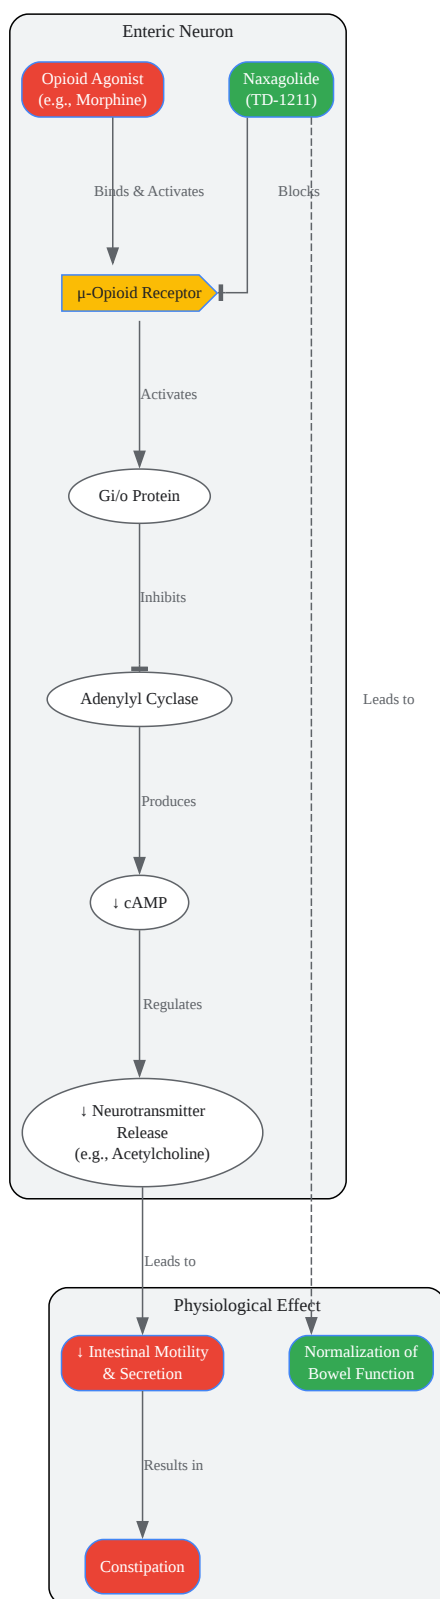 Enteric Neuron
Opioid Agonist
(e.g., Morphine)
Naxagolide
(TD-1211)
Binds & Activates
Blocks
μ-Opioid Receptor
Activates
Gi/o Protein
Inhibits
Adenylyl Cyclase
Leads to
Produces
↓ cAMP
Regulates
↓ Neurotransmitter
Release
(e.g., Acetylcholine)
Leads to
Physiological Effect
↓ Intestinal Motility
& Secretion
Normalization of
Bowel Function
Results in
Constipation